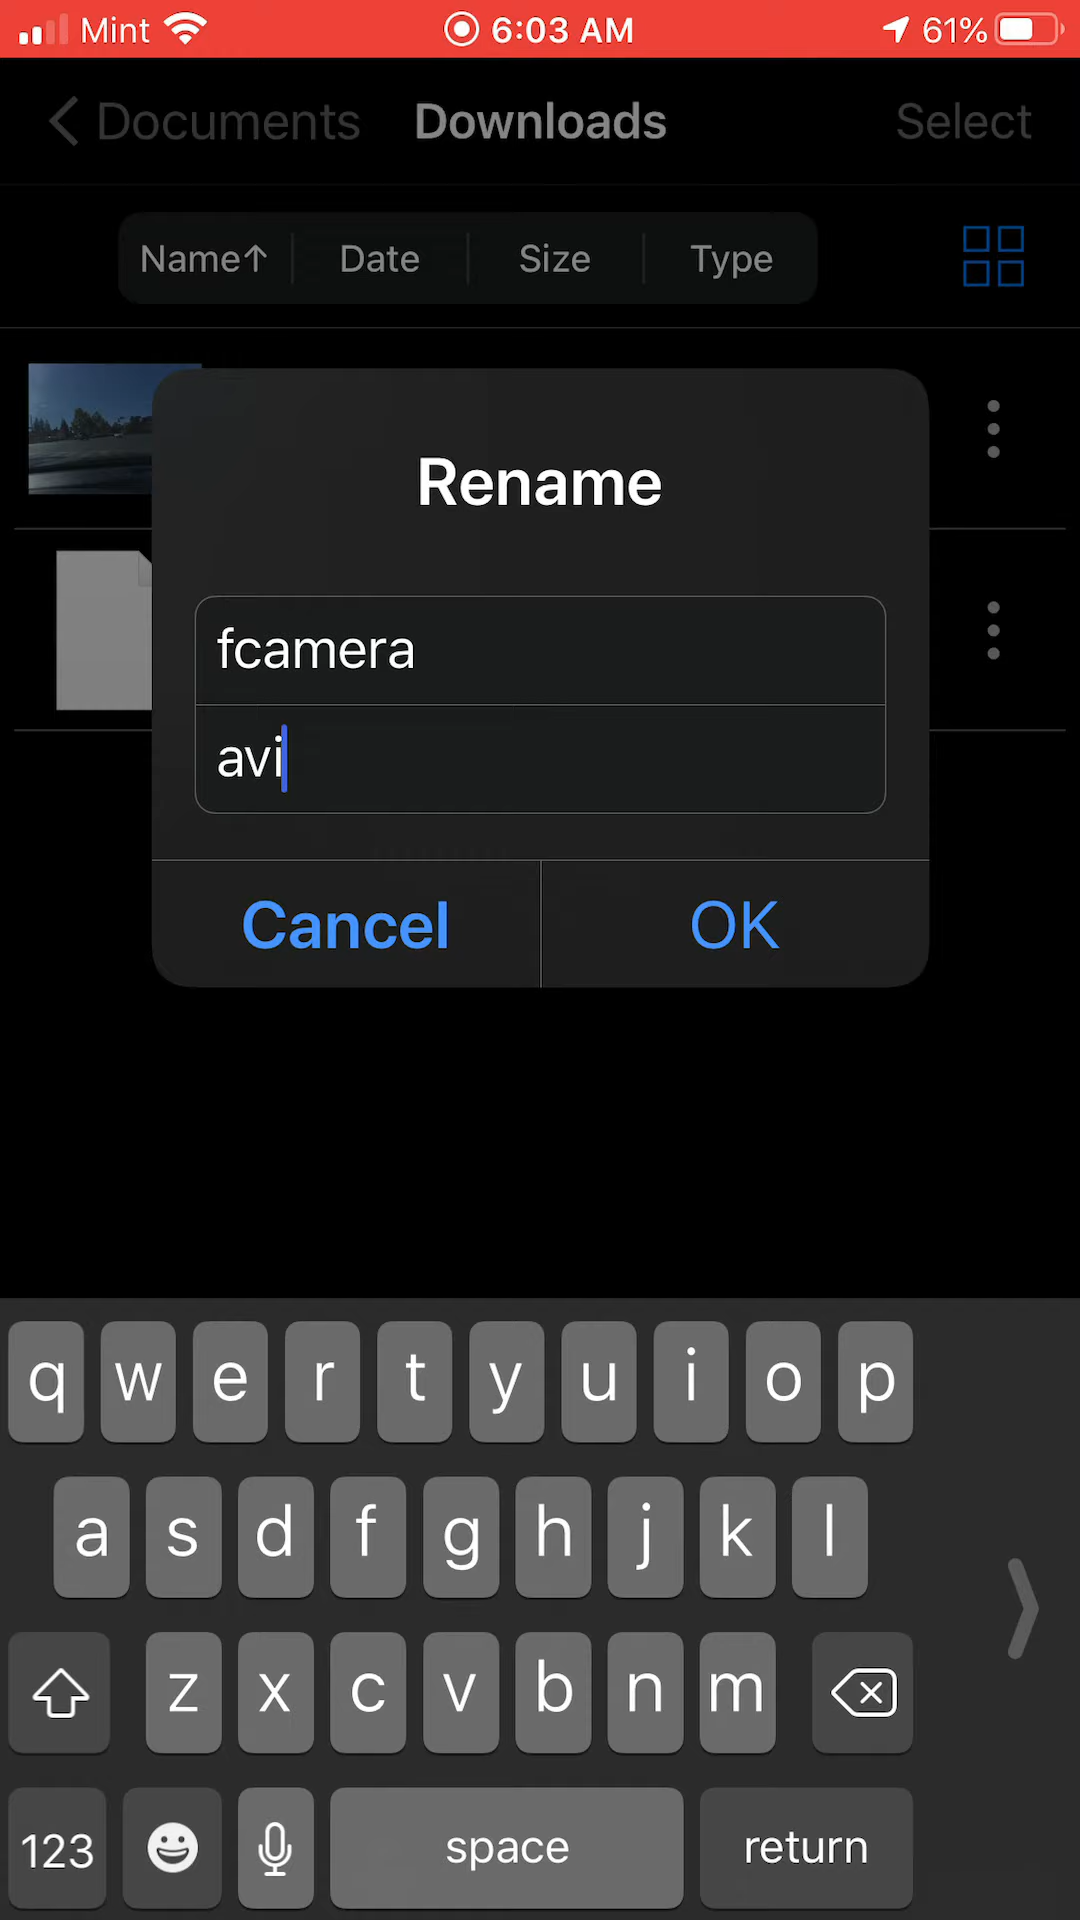 Mint 6:03 AM 61%
Documents Downloads Select
Name↑ Date Size Type
Rename
fcamera
avi
Cancel OK
q w e r t y u i o p
a s d f g h j k l
z x c v b n m
123 space return